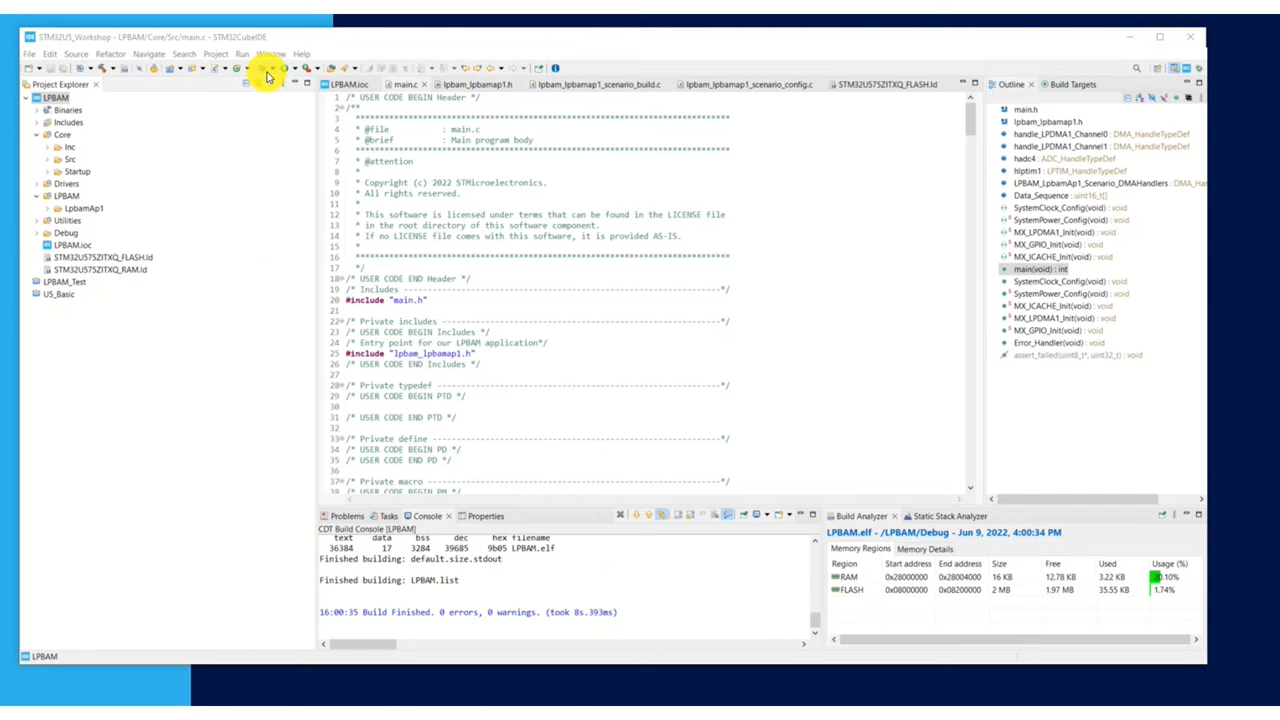 STM32U5_Workshop - LPBAM/Core/Src/main.c - STM32CubeIDE
File Edit Source Refactor Navigate Search Project Run Window Help
Project Explorer
LPBAM
Binaries
Includes
Core
Inc
Src
Startup
Drivers
LPBAM
LpbamAp1
Utilities
Debug
LPBAM.ioc
STM32U575ZITXQ_FLASH.ld
STM32U575ZITXQ_RAM.ld
LPBAM_Test
U5_Basic
LPBAM.ioc main.c lpbam_lpbamap1.h lpbam_lpbamap1_scenario_build.c lpbam_lpbamap1_scenario_config.c STM32U575ZITXQ_FLASH.ld
1 /* USER CODE BEGIN Header */
2 /**
3 ******************************************************************************
4 * @file : main.c
5 * @brief : Main program body
6 ******************************************************************************
7 * @attention
8 *
9 * Copyright (c) 2022 STMicroelectronics.
10 * All rights reserved.
11 *
12 * This software is licensed under terms that can be found in the LICENSE file
13 * in the root directory of this software component.
14 * If no LICENSE file comes with this software, it is provided AS-IS.
15 *
16 ******************************************************************************
17 */
18 /* USER CODE END Header */
19 /* Includes ------------------------------------------------------------------*/
20 #include "main.h"
21
22 /* Private includes ----------------------------------------------------------*/
23 /* USER CODE BEGIN Includes */
24 /* Entry point for our LPBAM application*/
25 #include "lpbam_lpbamap1.h"
26 /* USER CODE END Includes */
27
28 /* Private typedef -----------------------------------------------------------*/
29 /* USER CODE BEGIN PTD */
30
31 /* USER CODE END PTD */
32
33 /* Private define ------------------------------------------------------------*/
34 /* USER CODE BEGIN PD */
35 /* USER CODE END PD */
36
37 /* Private macro -------------------------------------------------------------*/
38 /* USER CODE BEGIN PM */
Outline Build Targets
main.h
lpbam_lpbamap1.h
handle_LPDMA1_Channel0 : DMA_HandleTypeDef
handle_LPDMA1_Channel1 : DMA_HandleTypeDef
hadc4 : ADC_HandleTypeDef
hlptim1 : LPTIM_HandleTypeDef
LPBAM_LpbamAp1_Scenario_DMAHandlers : DMA_Han
Data_Sequence : uint16_t[]
SystemClock_Config(void) : void
SystemPower_Config(void) : void
MX_LPDMA1_Init(void) : void
MX_GPIO_Init(void) : void
MX_ICACHE_Init(void) : void
main(void) : int
SystemClock_Config(void) : void
SystemPower_Config(void) : void
MX_ICACHE_Init(void) : void
MX_LPDMA1_Init(void) : void
MX_GPIO_Init(void) : void
Error_Handler(void) : void
assert_failed(uint8_t*, uint32_t) : void
Problems Tasks Console Properties
CDT Build Console [LPBAM]
text data bss dec hex filename
36384 17 3284 39685 9b05 LPBAM.elf
Finished building: default.size.stdout
Finished building: LPBAM.list
16:00:35 Build Finished. 0 errors, 0 warnings. (took 8s.393ms)
Build Analyzer Static Stack Analyzer
LPBAM.elf - /LPBAM/Debug - Jun 9, 2022, 4:00:34 PM
Memory Regions Memory Details
Region Start address End address Size Free Used Usage (%)
RAM 0x28000000 0x28004000 16 KB 12.78 KB 3.22 KB 20.10%
FLASH 0x08000000 0x08200000 2 MB 1.97 MB 35.55 KB 1.74%
LPBAM